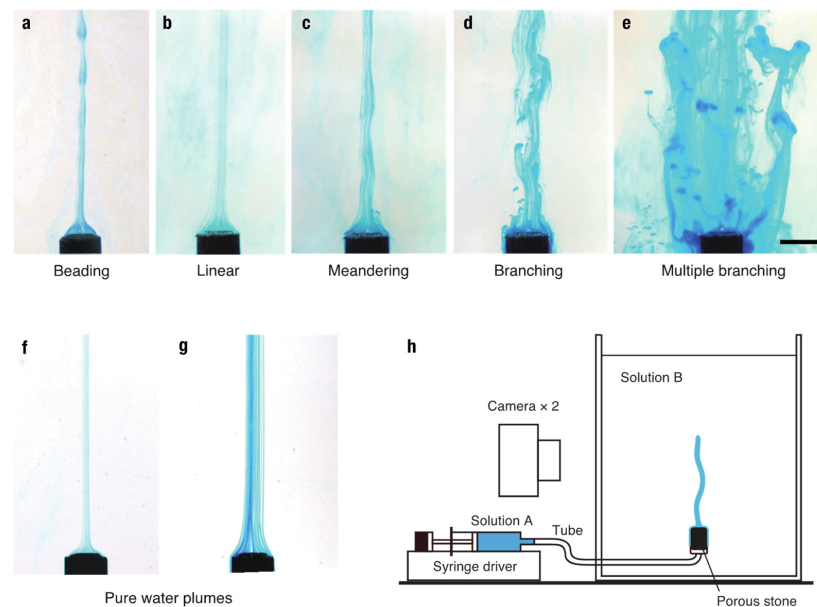 a
b
c
d
e
Beading
Linear
Meandering
Branching
Multiple branching
f
g
h
Solution B
Camera × 2
Solution A
Tube
Syringe driver
Porous stone
Pure water plumes